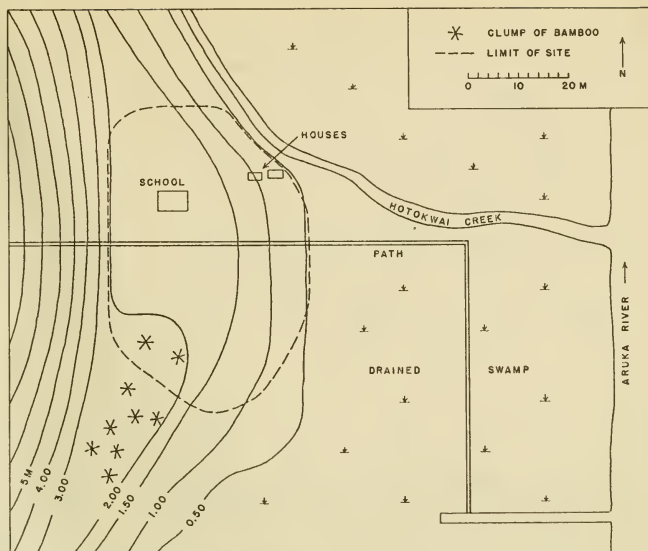 CLUMP OF BAMBOO
LIMIT OF SITE
N
0 10 20 M
HOUSES
SCHOOL
HOTOKWAI CREEK
PATH
ARUKA RIVER
DRAINED SWAMP
5M
4.00
3.00
2.00
1.50
1.00
0.50